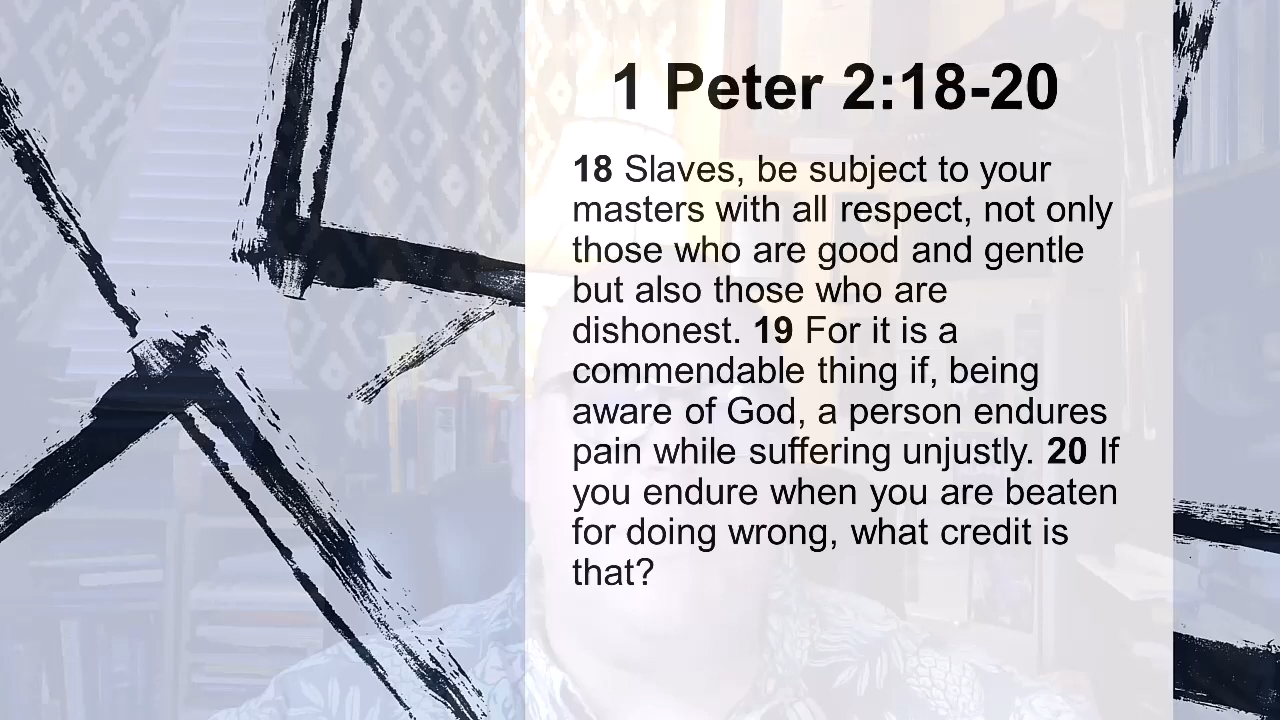 1 Peter 2:18-20
18 Slaves, be subject to your
masters with all respect, not only
those who are good and gentle
but also those who are
dishonest. 19 For it is a
commendable thing if, being
aware of God, a person endures
pain while suffering unjustly. 20 If
you endure when you are beaten
for doing wrong, what credit is
that?